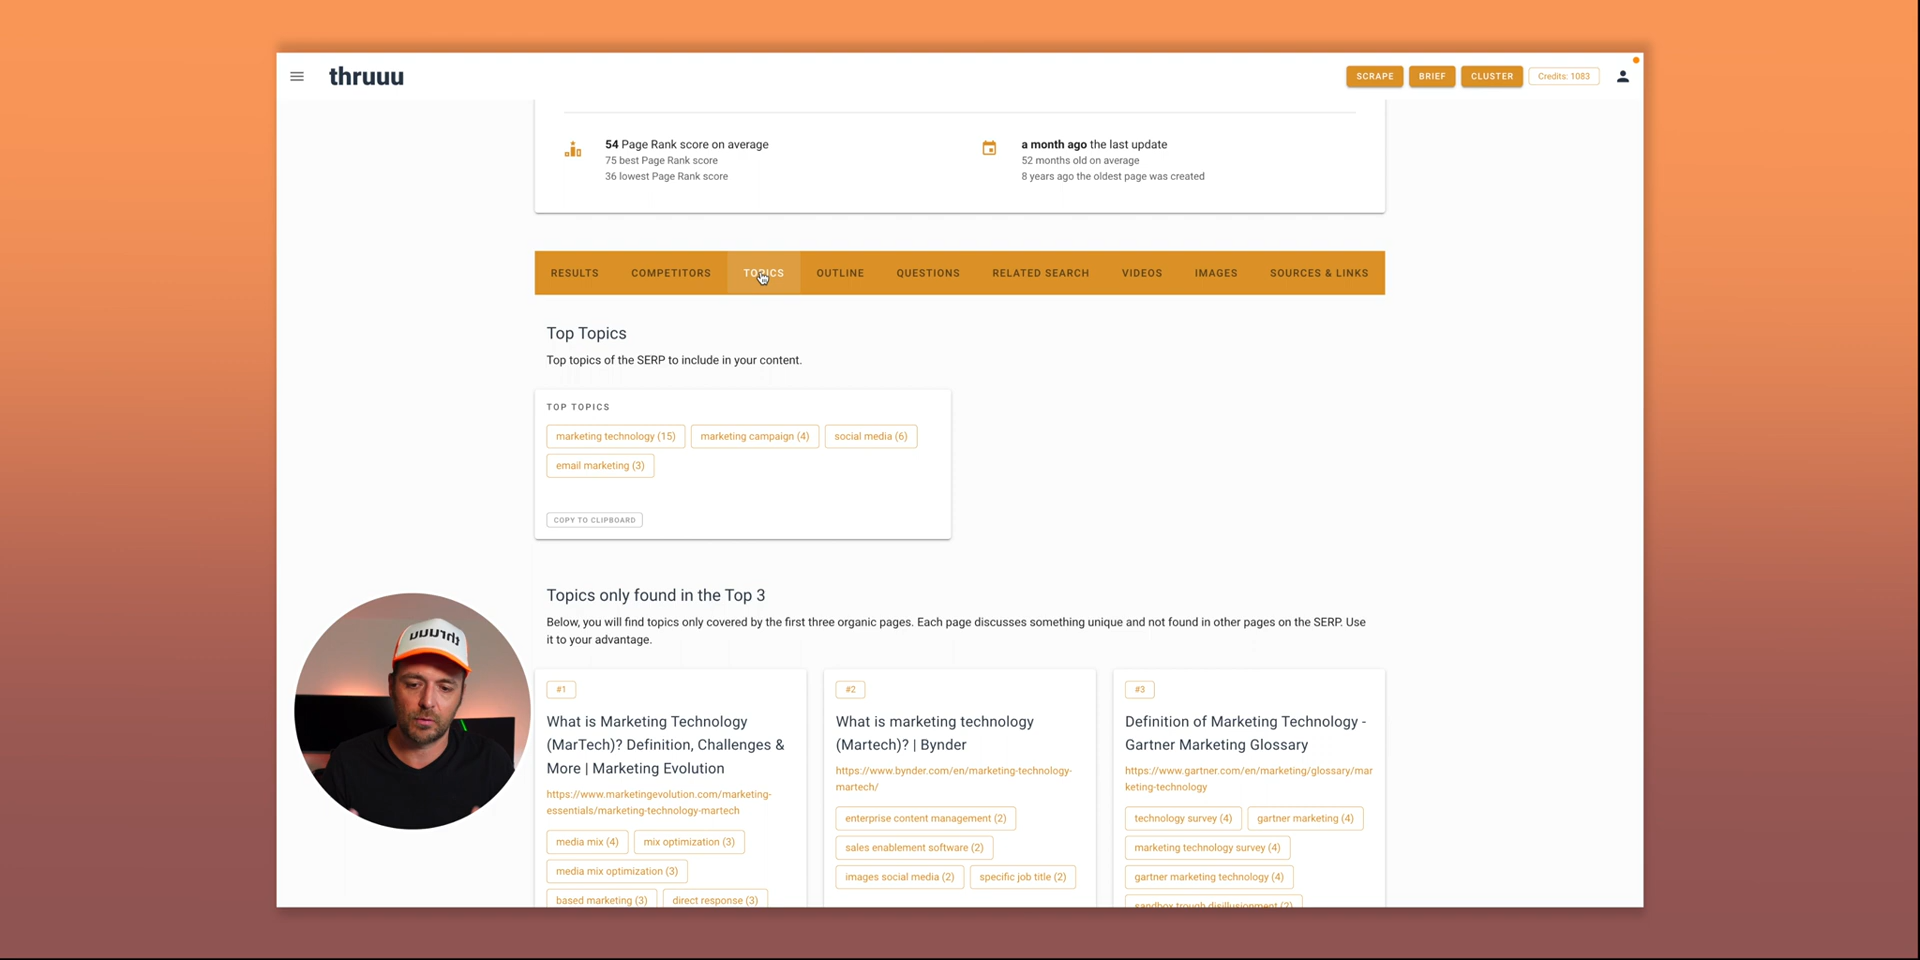 thruuu
SCRAPE
BRIEF
CLUSTER
Credits: 1083
54 Page Rank score on average
75 best Page Rank score
36 lowest Page Rank score
a month ago the last update
52 months old on average
8 years ago the oldest page was created
RESULTS
COMPETITORS
TOPICS
OUTLINE
QUESTIONS
RELATED SEARCH
VIDEOS
IMAGES
SOURCES & LINKS
Top Topics
Top topics of the SERP to include in your content.
TOP TOPICS
marketing technology (15)
marketing campaign (4)
social media (6)
email marketing (3)
COPY TO CLIPBOARD
Topics only found in the Top 3
Below, you will find topics only covered by the first three organic pages. Each page discusses something unique and not found in other pages on the SERP. Use
it to your advantage.
thruuu
#1
What is Marketing Technology
(MarTech)? Definition, Challenges &
More | Marketing Evolution
https://www.marketingevolution.com/marketing-
essentials/marketing-technology-martech
media mix (4)
mix optimization (3)
media mix optimization (3)
based marketing (3)
direct response (3)
#2
What is marketing technology
(Martech)? | Bynder
https://www.bynder.com/en/marketing-technology-
martech/
enterprise content management (2)
sales enablement software (2)
images social media (2)
specific job title (2)
#3
Definition of Marketing Technology -
Gartner Marketing Glossary
https://www.gartner.com/en/marketing/glossary/mar
keting-technology
technology survey (4)
gartner marketing (4)
marketing technology survey (4)
gartner marketing technology (4)
sandbox trough disillusionment (2)